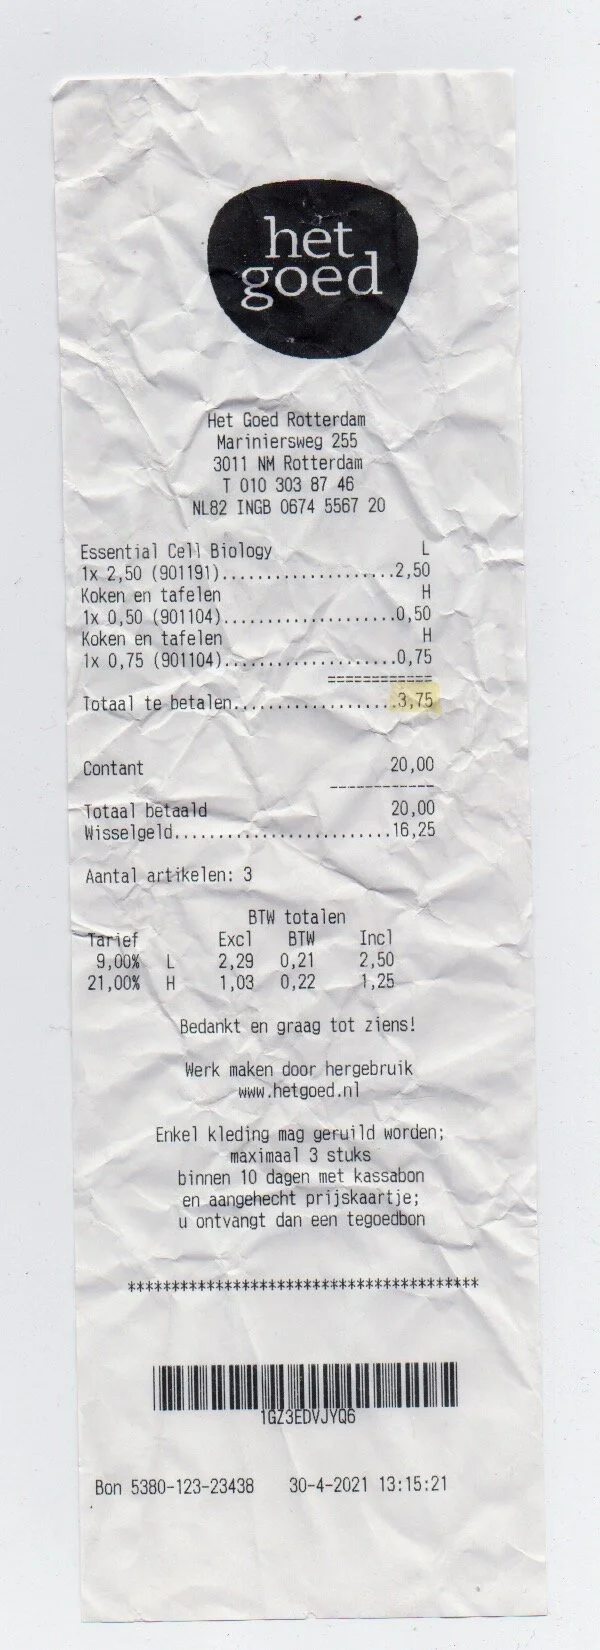 het
goed
Het Goed Rotterdam
Mariniersweg 255
3011 NM Rotterdam
T 010 303 87 46
NL82 INGB 0674 5567 20
Essential Cell Biology L
1x 2,50 (901191)....................2,50
Koken en tafelen H
1x 0,50 (901104)....................0,50
Koken en tafelen H
1x 0,75 (901104)....................0,75
============
Totaal te betalen...................3,75
Contant 20,00
------------
Totaal betaald 20,00
Wisselgeld.........................16,25
Aantal artikelen: 3
BTW totalen
Tarief Excl BTW Incl
9,00% L 2,29 0,21 2,50
21,00% H 1,03 0,22 1,25
Bedankt en graag tot ziens!
Werk maken door hergebruik
www.hetgoed.nl
Enkel kleding mag geruild worden;
maximaal 3 stuks
binnen 10 dagen met kassabon
en aangehecht prijskaartje;
u ontvangt dan een tegoedbon
****************************************
1GZ3EDVJYQ6
Bon 5380-123-23438 30-4-2021 13:15:21